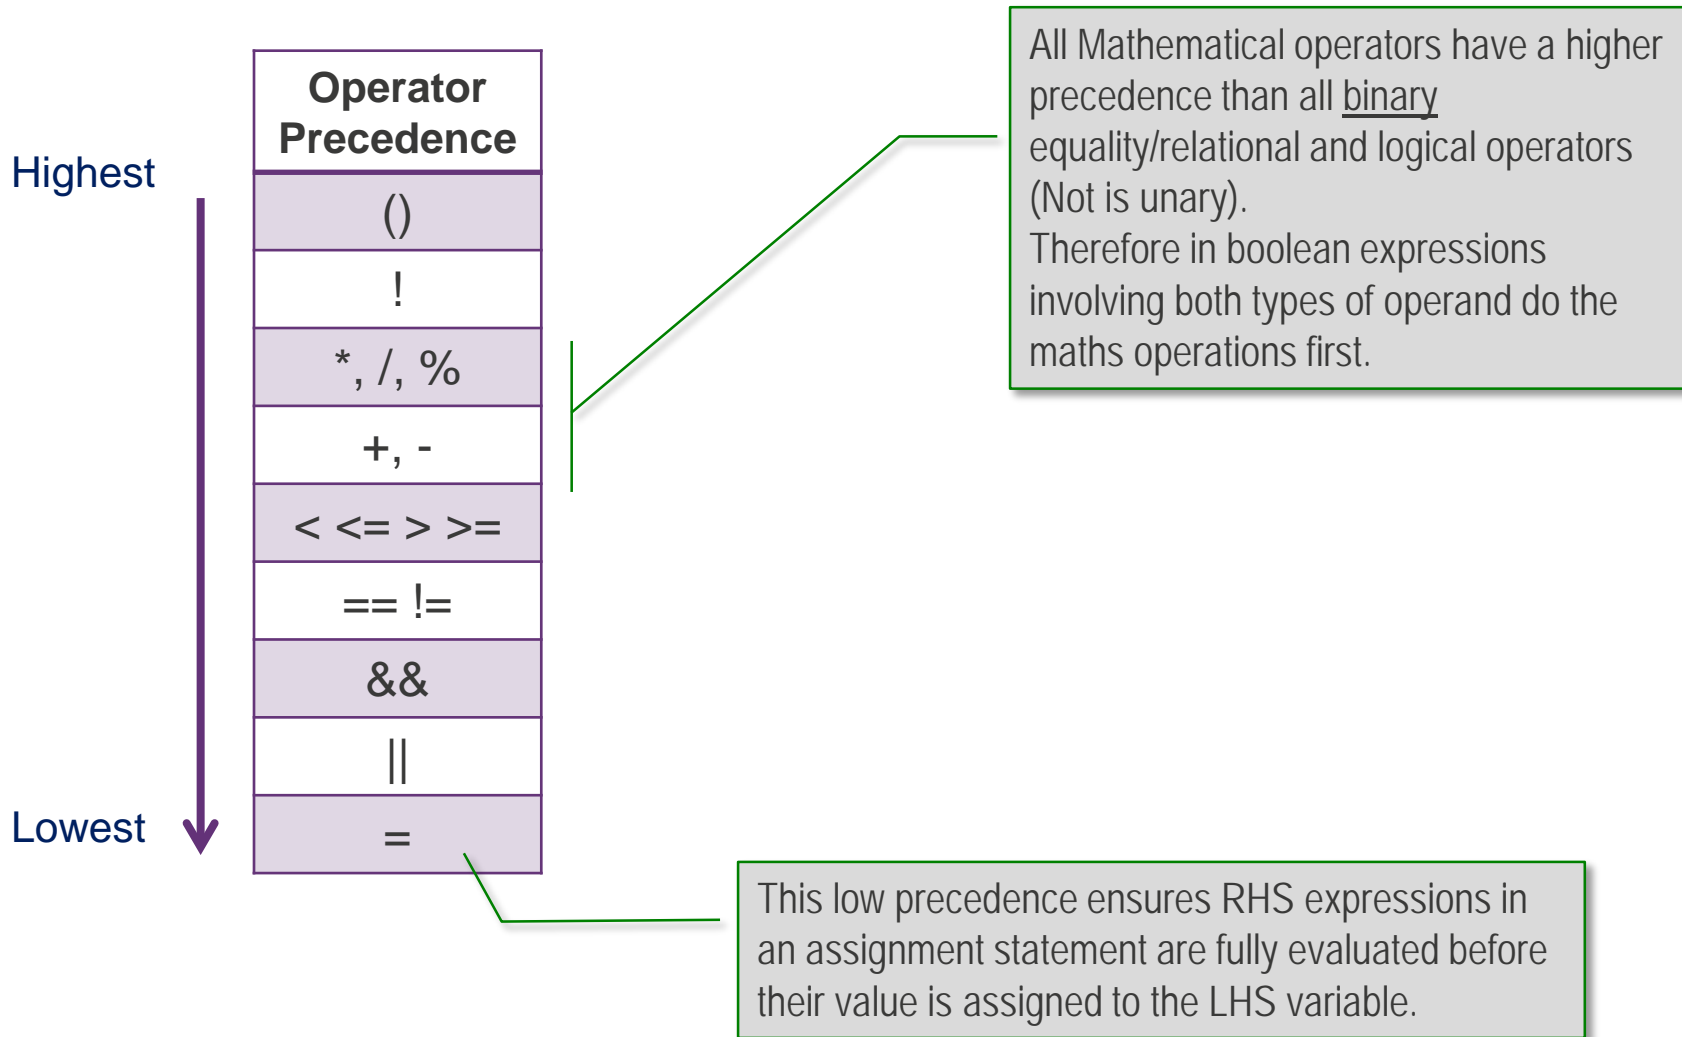 Operator
Precedence
Highest
()
!
*, /, %
+, -
< <= > >=
== !=
&&
||
=
Lowest
All Mathematical operators have a higher
precedence than all binary
equality/relational and logical operators
(Not is unary).
Therefore in boolean expressions
involving both types of operand do the
maths operations first.
This low precedence ensures RHS expressions in
an assignment statement are fully evaluated before
their value is assigned to the LHS variable.